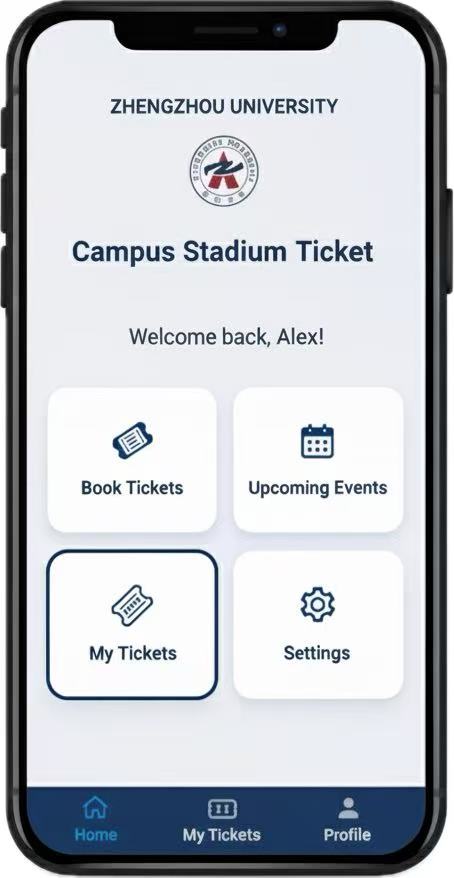 ZHENGZHOU UNIVERSITY
Campus Stadium Ticket
Welcome back, Alex!
Book Tickets
Upcoming Events
My Tickets
Settings
Home
My Tickets
Profile